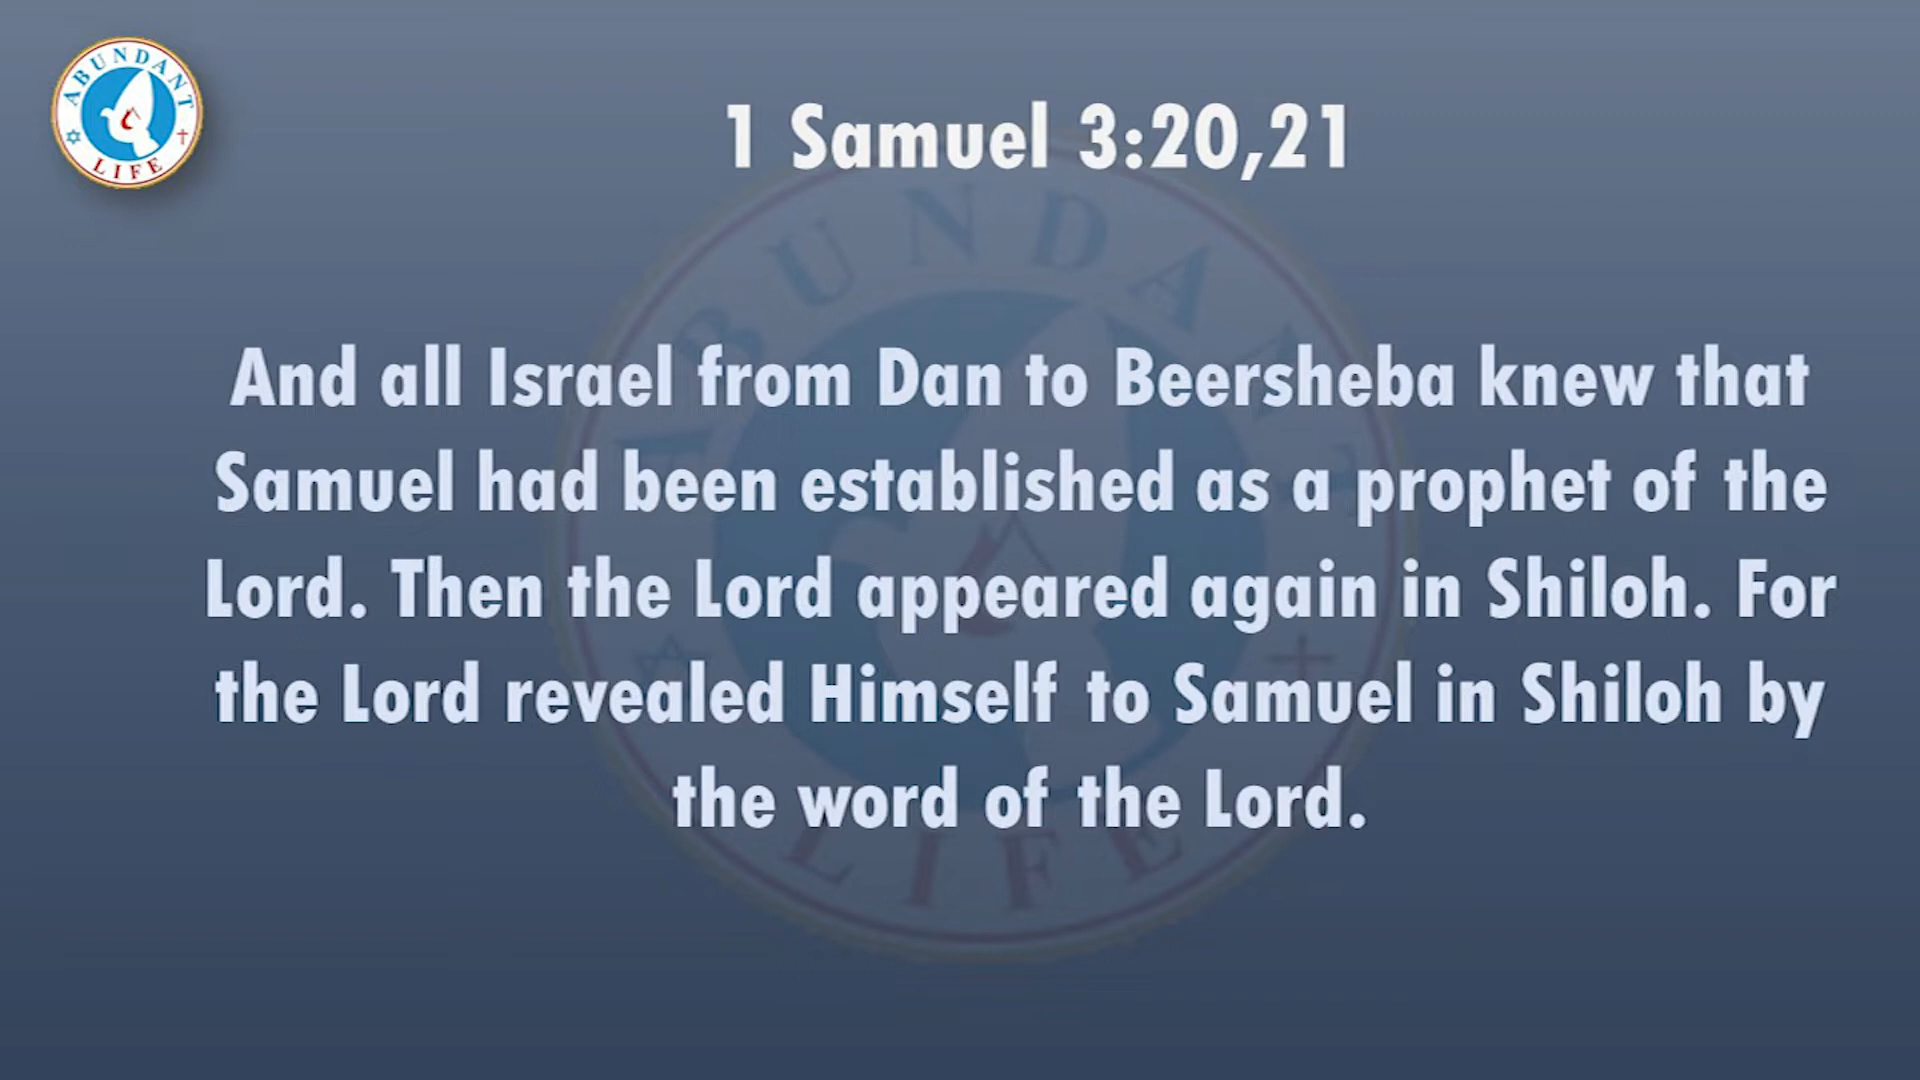 ABUNDANT
LIFE
1 Samuel 3:20,21
And all Israel from Dan to Beersheba knew that
Samuel had been established as a prophet of the
Lord. Then the Lord appeared again in Shiloh. For
the Lord revealed Himself to Samuel in Shiloh by
the word of the Lord.
ABUNDANT
LIFE